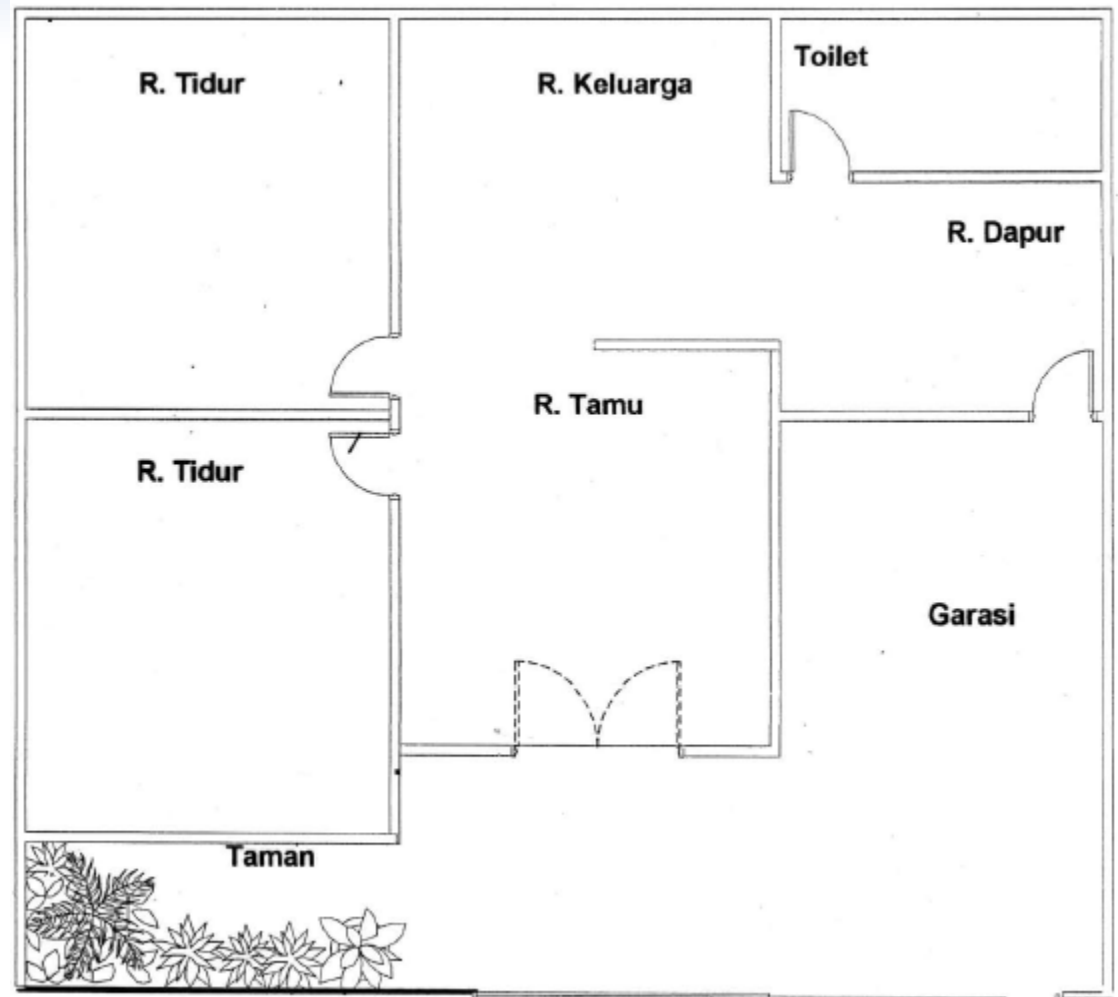 R. Tidur
R. Keluarga
Toilet
R. Dapur
R. Tamu
R. Tidur
Garasi
Taman